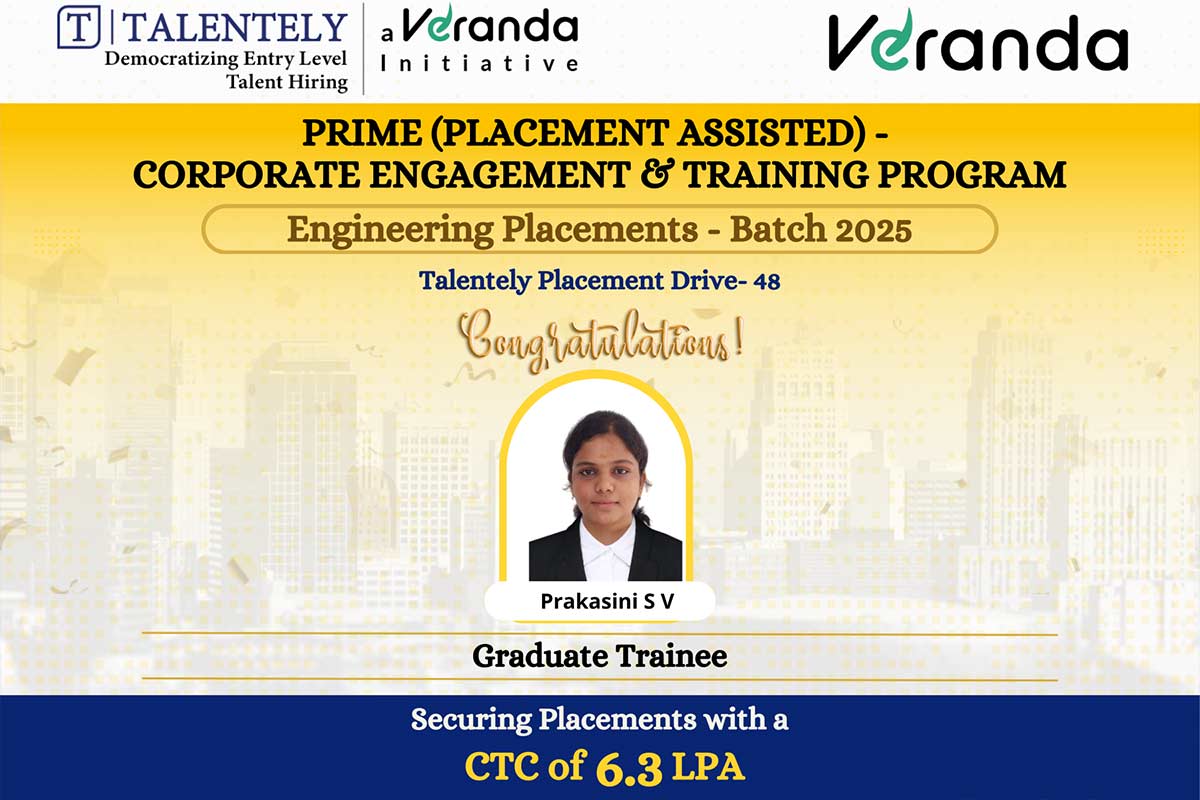 T | TALENTELY
Democratizing Entry Level
Talent Hiring
a Veranda
Initiative
Veranda
PRIME (PLACEMENT ASSISTED) -
CORPORATE ENGAGEMENT & TRAINING PROGRAM
Engineering Placements - Batch 2025
Talentely Placement Drive- 48
Congratulations!
Prakasini S V
Graduate Trainee
Securing Placements with a
CTC of 6.3 LPA